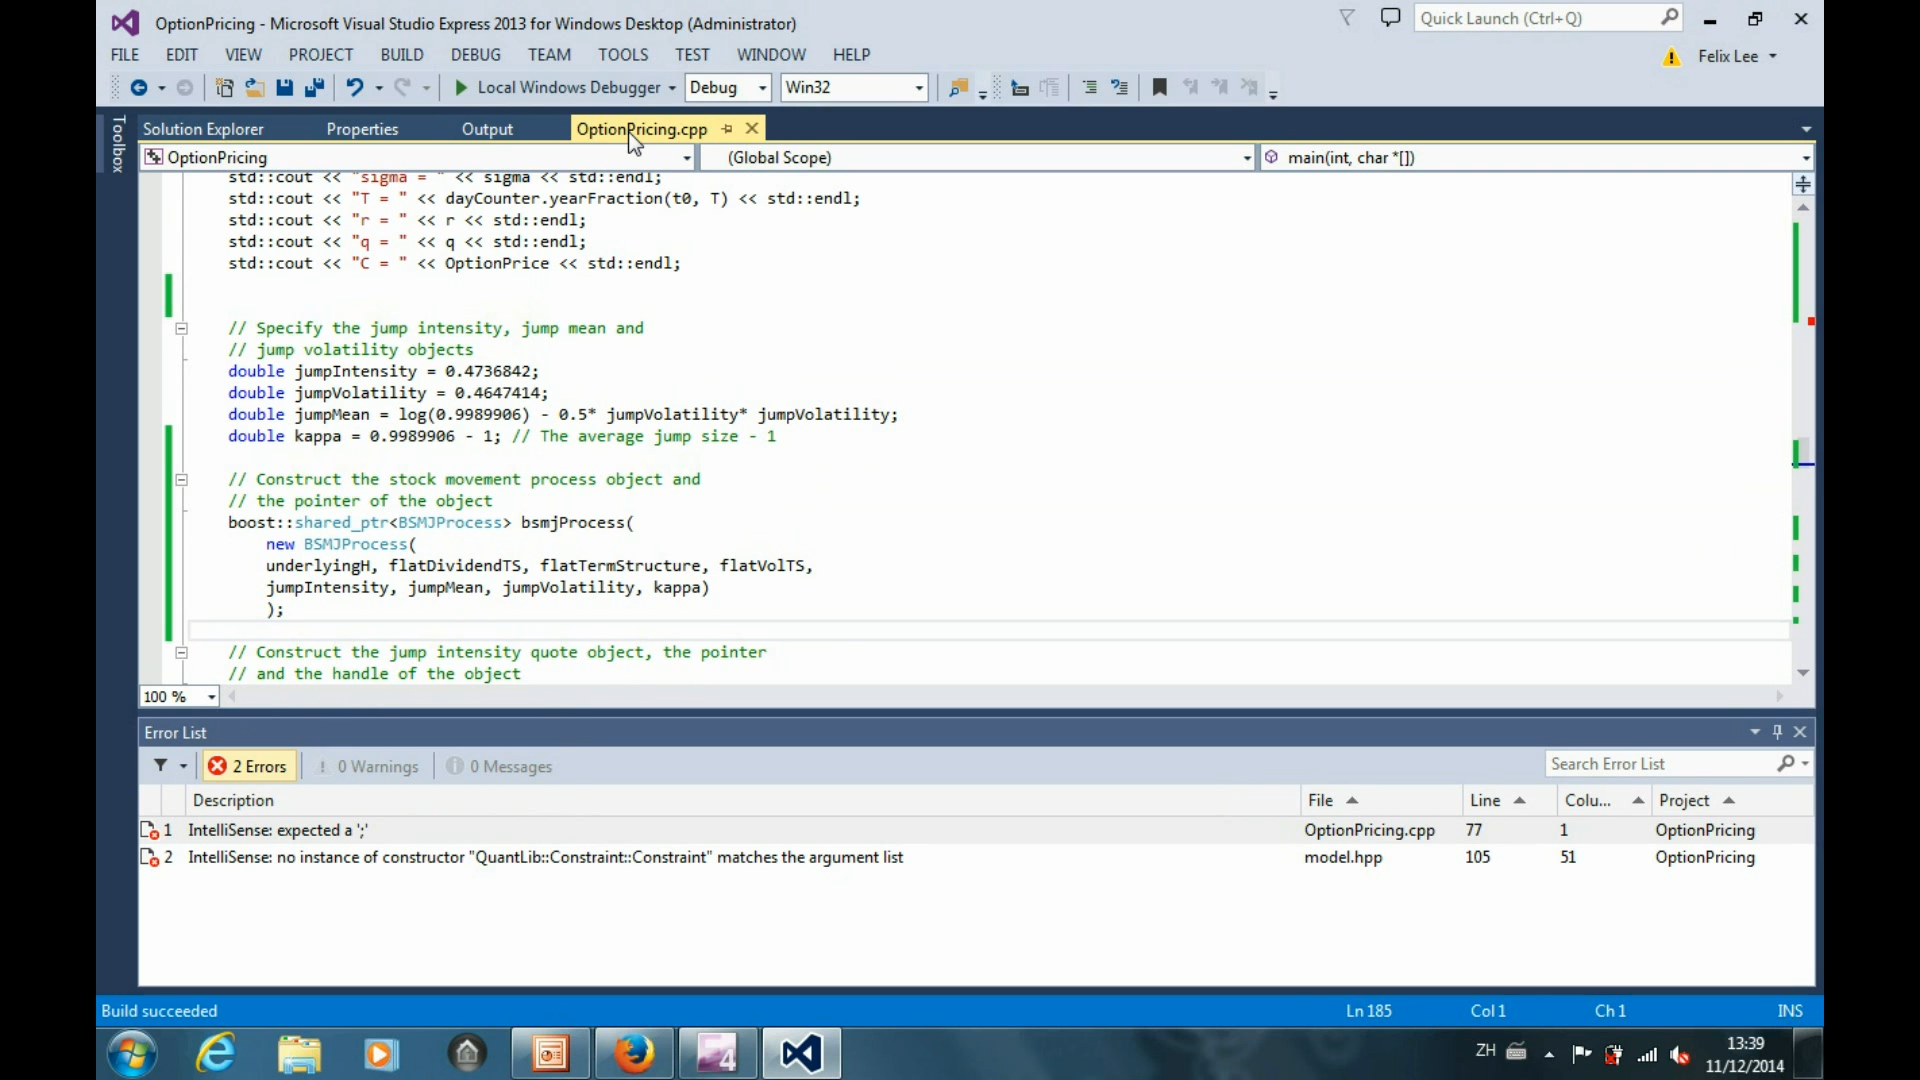 OptionPricing - Microsoft Visual Studio Express 2013 for Windows Desktop (Administrator)
Quick Launch (Ctrl+Q)
FILE EDIT VIEW PROJECT BUILD DEBUG TEAM TOOLS TEST WINDOW HELP
Felix Lee
Local Windows Debugger Debug Win32
Toolbox
Solution Explorer Properties Output OptionPricing.cpp
OptionPricing (Global Scope) main(int, char *[])
std::cout << "sigma = " << sigma << std::endl;
std::cout << "T = " << dayCounter.yearFraction(t0, T) << std::endl;
std::cout << "r = " << r << std::endl;
std::cout << "q = " << q << std::endl;
std::cout << "C = " << OptionPrice << std::endl;
// Specify the jump intensity, jump mean and
// jump volatility objects
double jumpIntensity = 0.4736842;
double jumpVolatility = 0.4647414;
double jumpMean = log(0.9989906) - 0.5* jumpVolatility* jumpVolatility;
double kappa = 0.9989906 - 1; // The average jump size - 1
// Construct the stock movement process object and
// the pointer of the object
boost::shared_ptr<BSMJProcess> bsmjProcess(
new BSMJProcess(
underlyingH, flatDividendTS, flatTermStructure, flatVolTS,
jumpIntensity, jumpMean, jumpVolatility, kappa)
);
// Construct the jump intensity quote object, the pointer
// and the handle of the object
100 %
Error List
2 Errors 0 Warnings 0 Messages
Search Error List
Description File Line Colu... Project
1 IntelliSense: expected a ';' OptionPricing.cpp 77 1 OptionPricing
2 IntelliSense: no instance of constructor "QuantLib::Constraint::Constraint" matches the argument list model.hpp 105 51 OptionPricing
Build succeeded Ln 185 Col 1 Ch 1 INS
4
ZH
13:39
11/12/2014